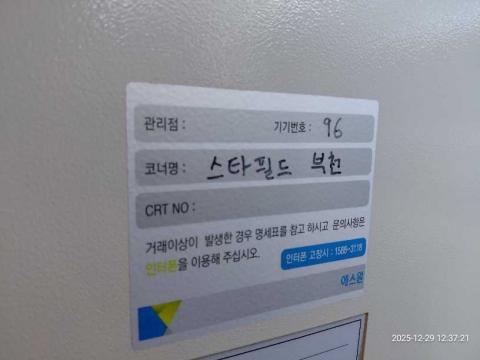 관리점 : 기기번호 : 96
코너명 : 스타필드 부천
CRT NO :
거래이상이 발생한 경우 명세표를 참고 하시고 문의사항은
인터폰을 이용해 주십시오.
인터폰 고장시 : 1588-3118
에스원
2025-12-29 12:37:21